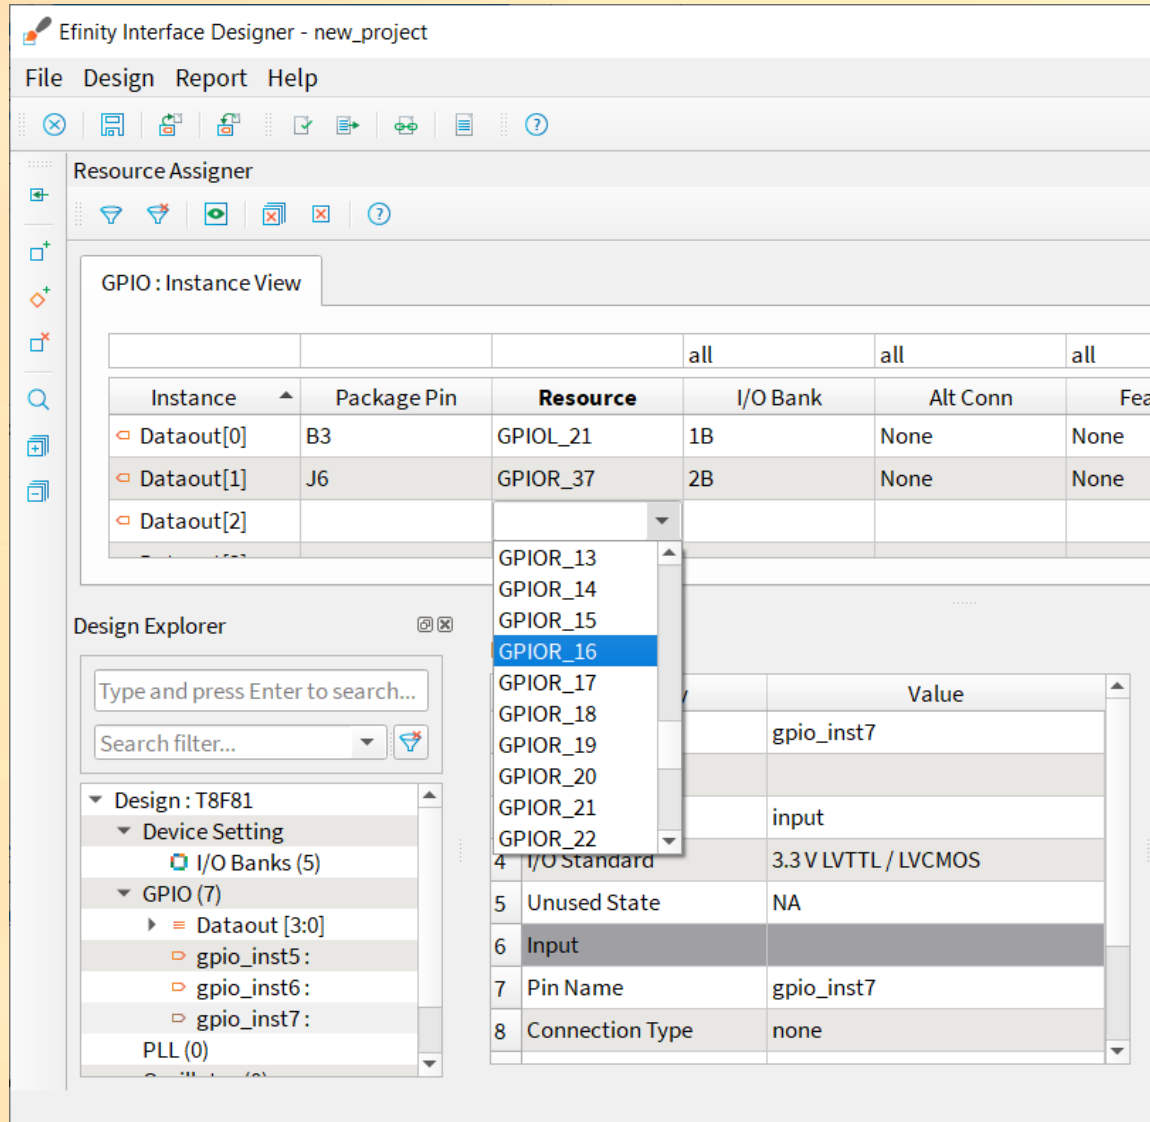 Efinity Interface Designer - new_project
File Design Report Help
Resource Assigner
GPIO : Instance View
all all all
Instance Package Pin Resource I/O Bank Alt Conn Fea
Dataout[0] B3 GPIOL_21 1B None None
Dataout[1] J6 GPIOR_37 2B None None
Dataout[2]
GPIOR_13
GPIOR_14
GPIOR_15
GPIOR_16
GPIOR_17
GPIOR_18
GPIOR_19
GPIOR_20
GPIOR_21
GPIOR_22
Design Explorer
Type and press Enter to search...
Search filter...
Design : T8F81
Device Setting
I/O Banks (5)
GPIO (7)
Dataout [3:0]
gpio_inst5 :
gpio_inst6 :
gpio_inst7 :
PLL (0)
y Value
gpio_inst7
input
4 I/O Standard 3.3 V LVTTL / LVCMOS
5 Unused State NA
6 Input
7 Pin Name gpio_inst7
8 Connection Type none